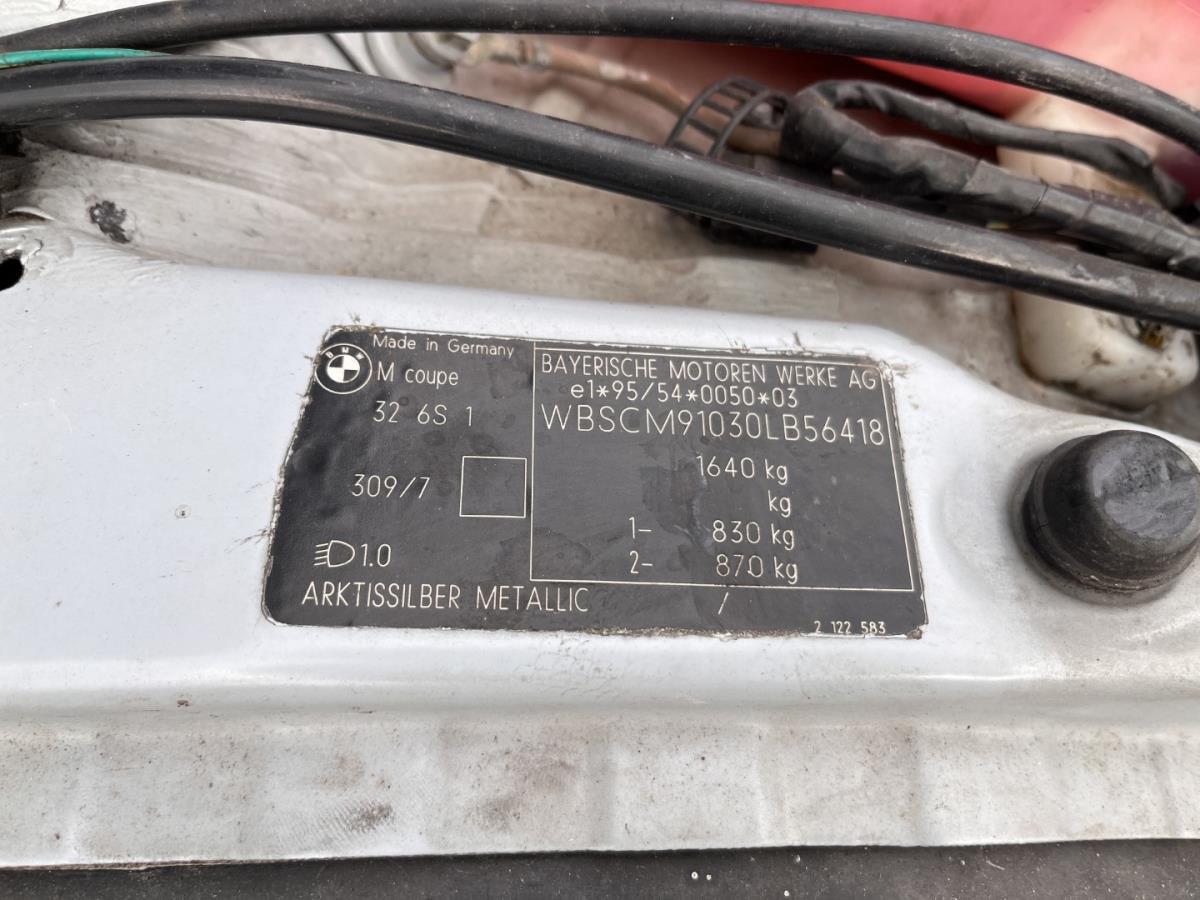 BMW
Made in Germany
M coupe
32 6S 1
309/7
1.0
ARKTISSILBER METALLIC
BAYERISCHE MOTOREN WERKE AG
e1*95/54*0050*03
WBSCM91030LB56418
1640 kg
kg
1- 830 kg
2- 870 kg
/
2 122 583